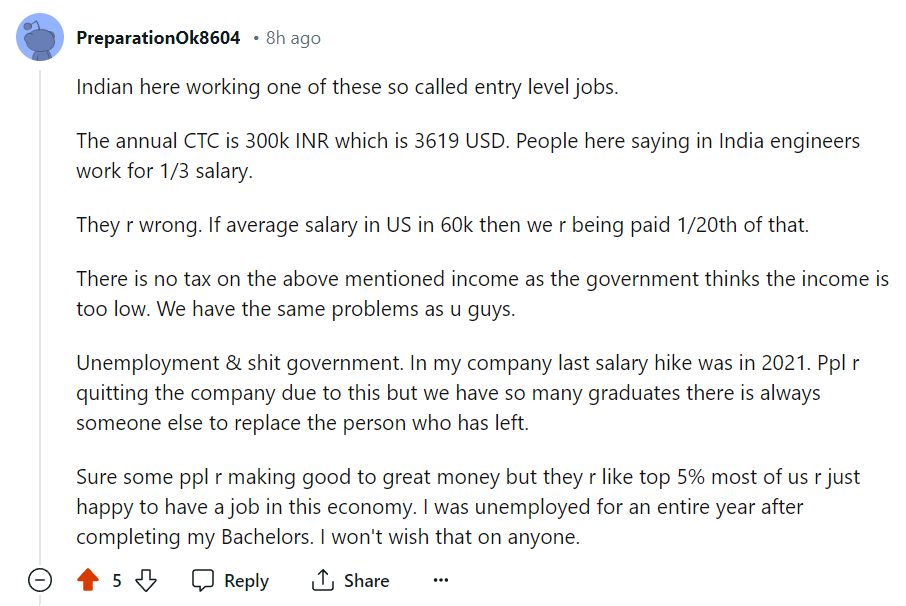 PreparationOk8604 • 8h ago
Indian here working one of these so called entry level jobs.
The annual CTC is 300k INR which is 3619 USD. People here saying in India engineers
work for 1/3 salary.
They r wrong. If average salary in US in 60k then we r being paid 1/20th of that.
There is no tax on the above mentioned income as the government thinks the income is
too low. We have the same problems as u guys.
Unemployment & shit government. In my company last salary hike was in 2021. Ppl r
quitting the company due to this but we have so many graduates there is always
someone else to replace the person who has left.
Sure some ppl r making good to great money but they r like top 5% most of us r just
happy to have a job in this economy. I was unemployed for an entire year after
completing my Bachelors. I won't wish that on anyone.
5 Reply Share ...